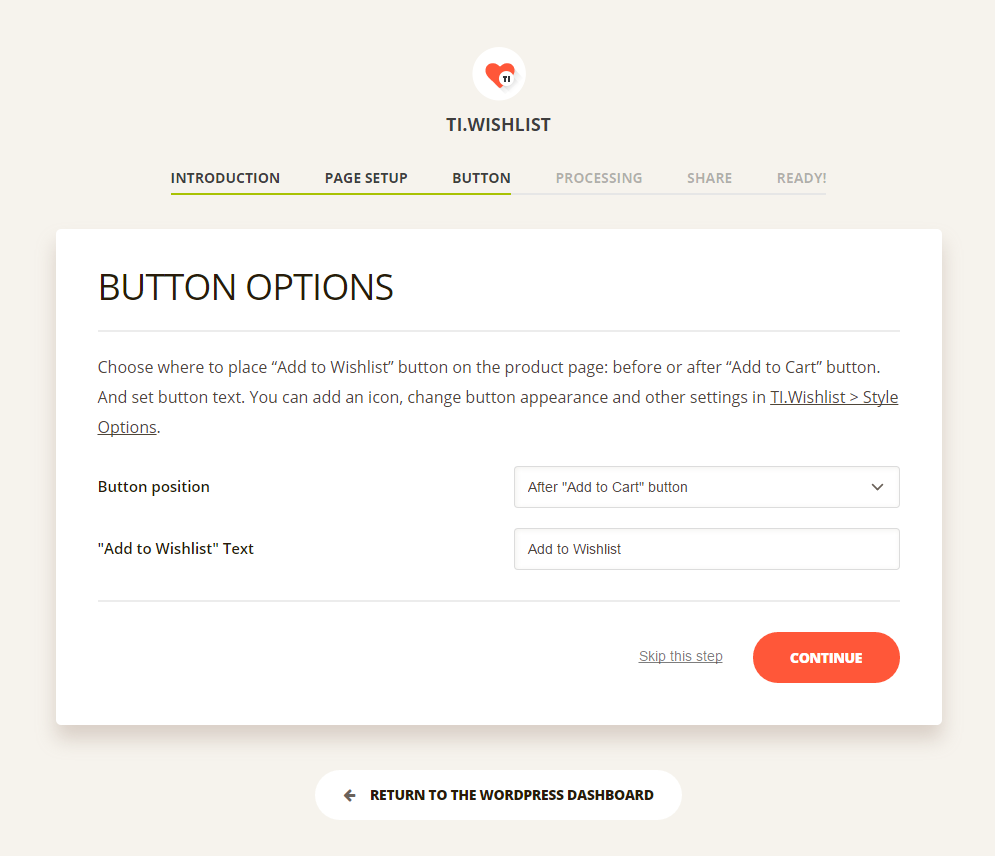 TI
TI.WISHLIST
INTRODUCTION PAGE SETUP BUTTON PROCESSING SHARE READY!
BUTTON OPTIONS
Choose where to place “Add to Wishlist” button on the product page: before or after “Add to Cart” button.
And set button text. You can add an icon, change button appearance and other settings in TI.Wishlist > Style
Options.
Button position After "Add to Cart" button
"Add to Wishlist" Text Add to Wishlist
Skip this step CONTINUE
RETURN TO THE WORDPRESS DASHBOARD